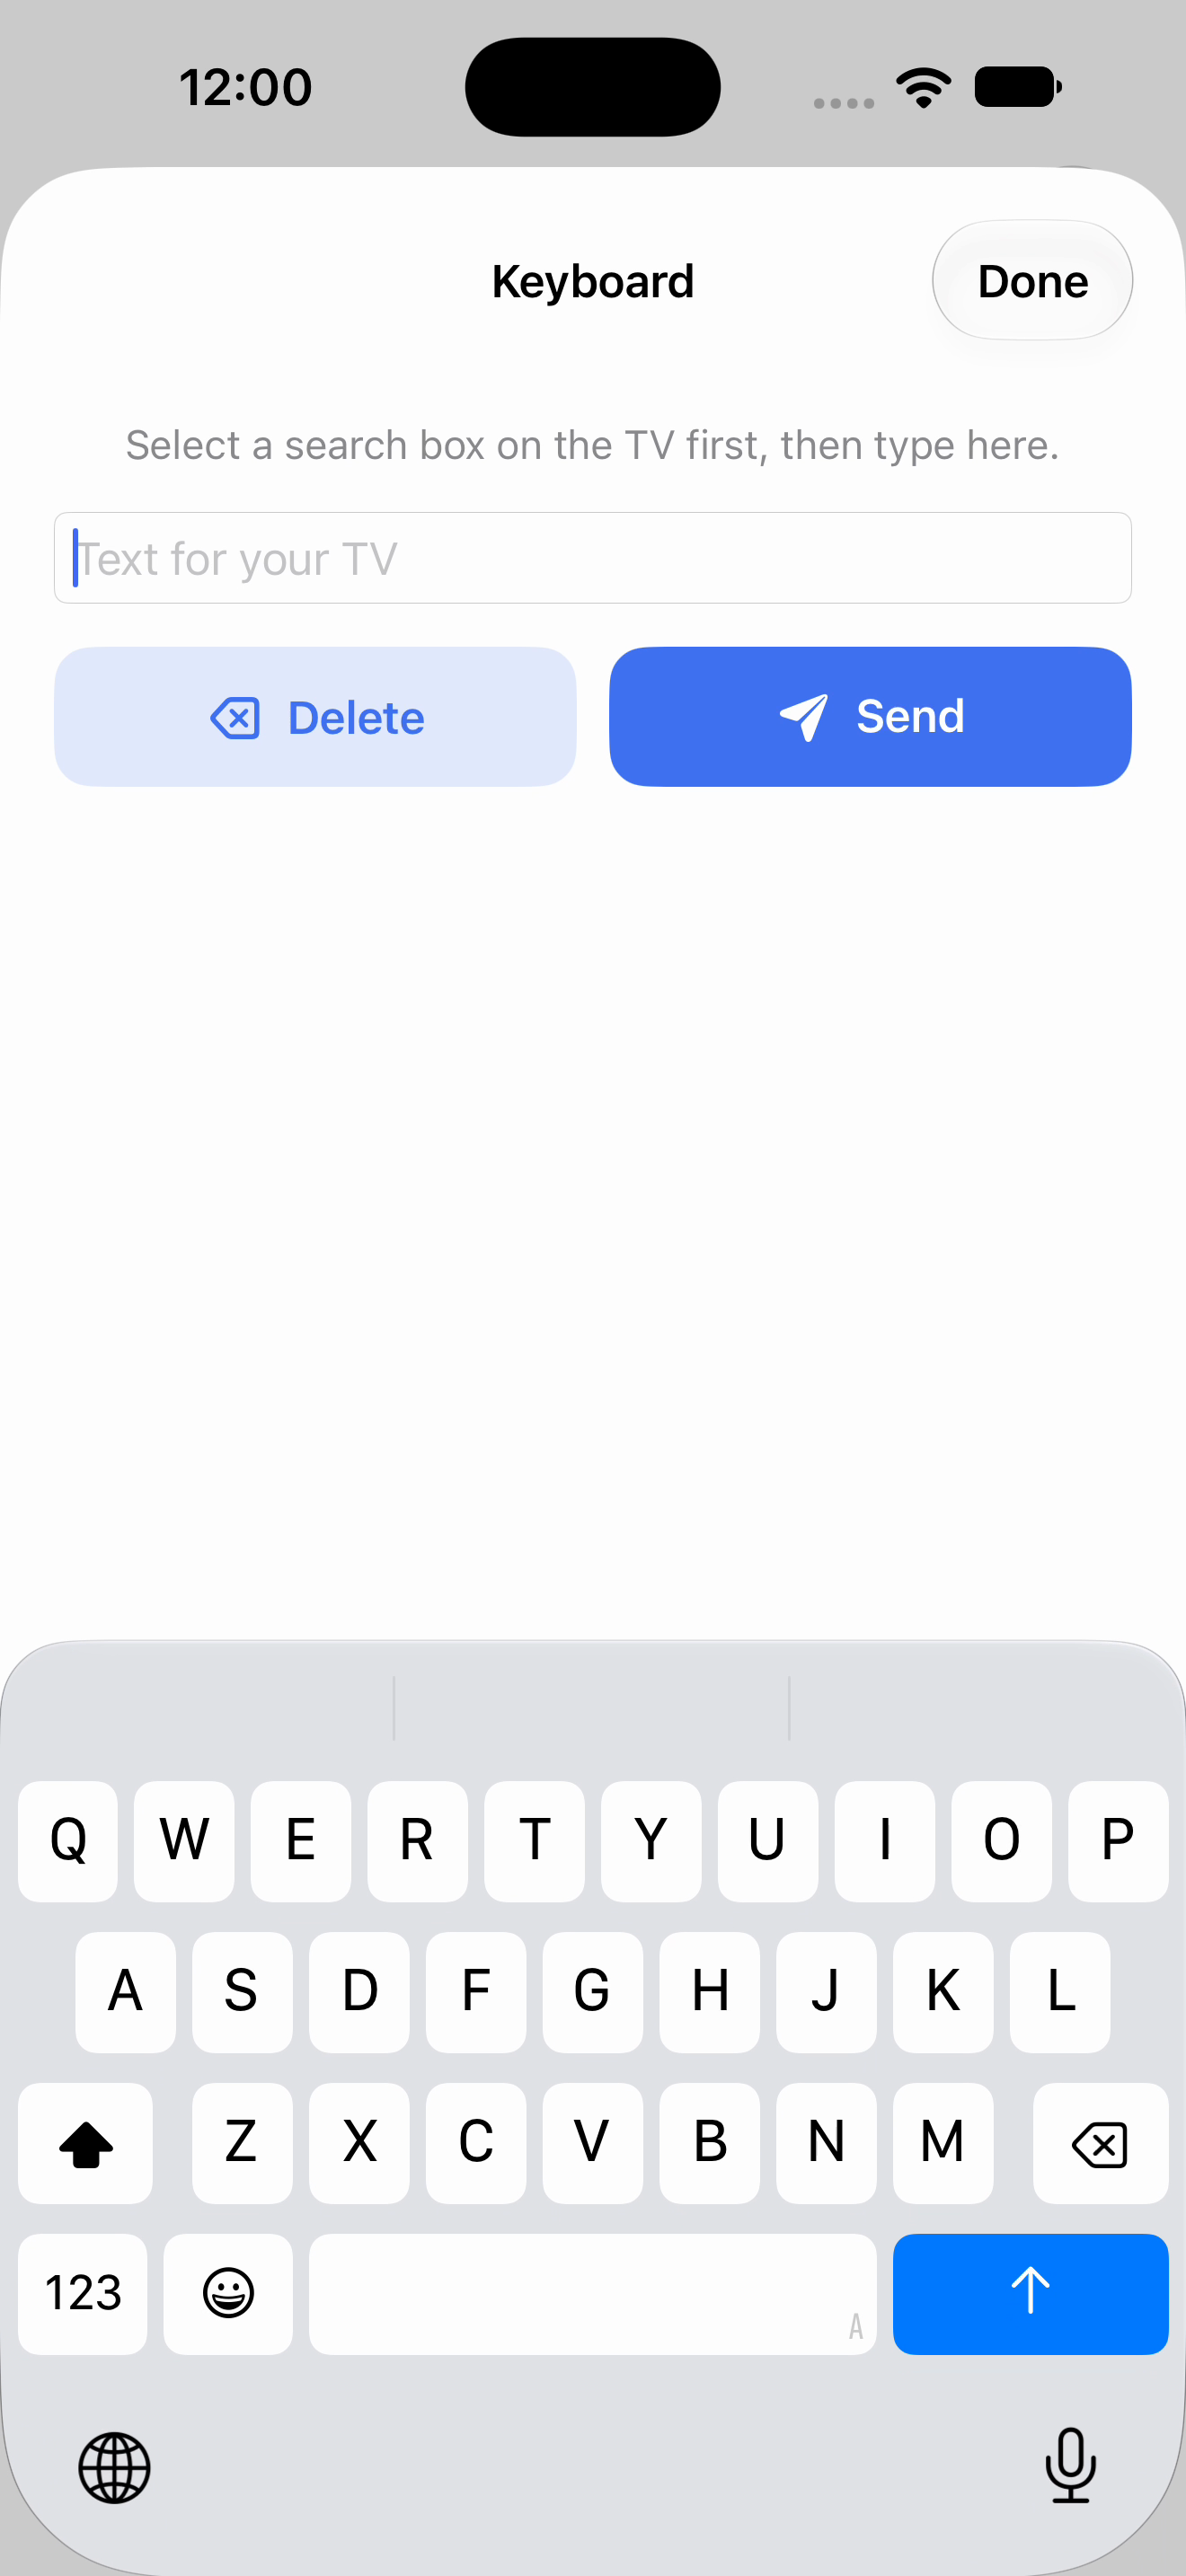 12:00
Keyboard
Done
Select a search box on the TV first, then type here.
Text for your TV
Delete
Send
Q W E R T Y U I O P
A S D F G H J K L
Z X C V B N M
123
A